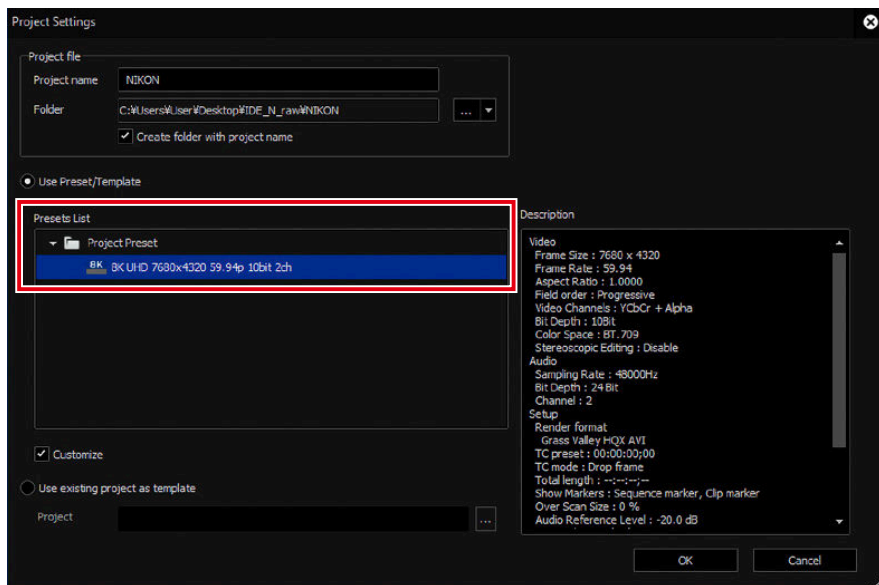 Project Settings
Project file
Project name NIKON
Folder C:¥Users¥User¥Desktop¥IDE_N_raw¥NIKON ...
Create folder with project name
Use Preset/Template
Presets List
Project Preset
8K 8K UHD 7680x4320 59.94p 10bit 2ch
Customize
Use existing project as template
Project ...
Description
Video
Frame Size : 7680 x 4320
Frame Rate : 59.94
Aspect Ratio : 1.0000
Field order : Progressive
Video Channels : YCbCr + Alpha
Bit Depth : 10Bit
Color Space : BT.709
Stereoscopic Editing : Disable
Audio
Sampling Rate : 48000Hz
Bit Depth : 24 Bit
Channel : 2
Setup
Render format
Grass Valley HQX AVI
TC preset : 00:00:00;00
TC mode : Drop frame
Total length : --:--:--;--
Show Markers : Sequence marker, Clip marker
Over Scan Size : 0 %
Audio Reference Level : -20.0 dB
OK Cancel